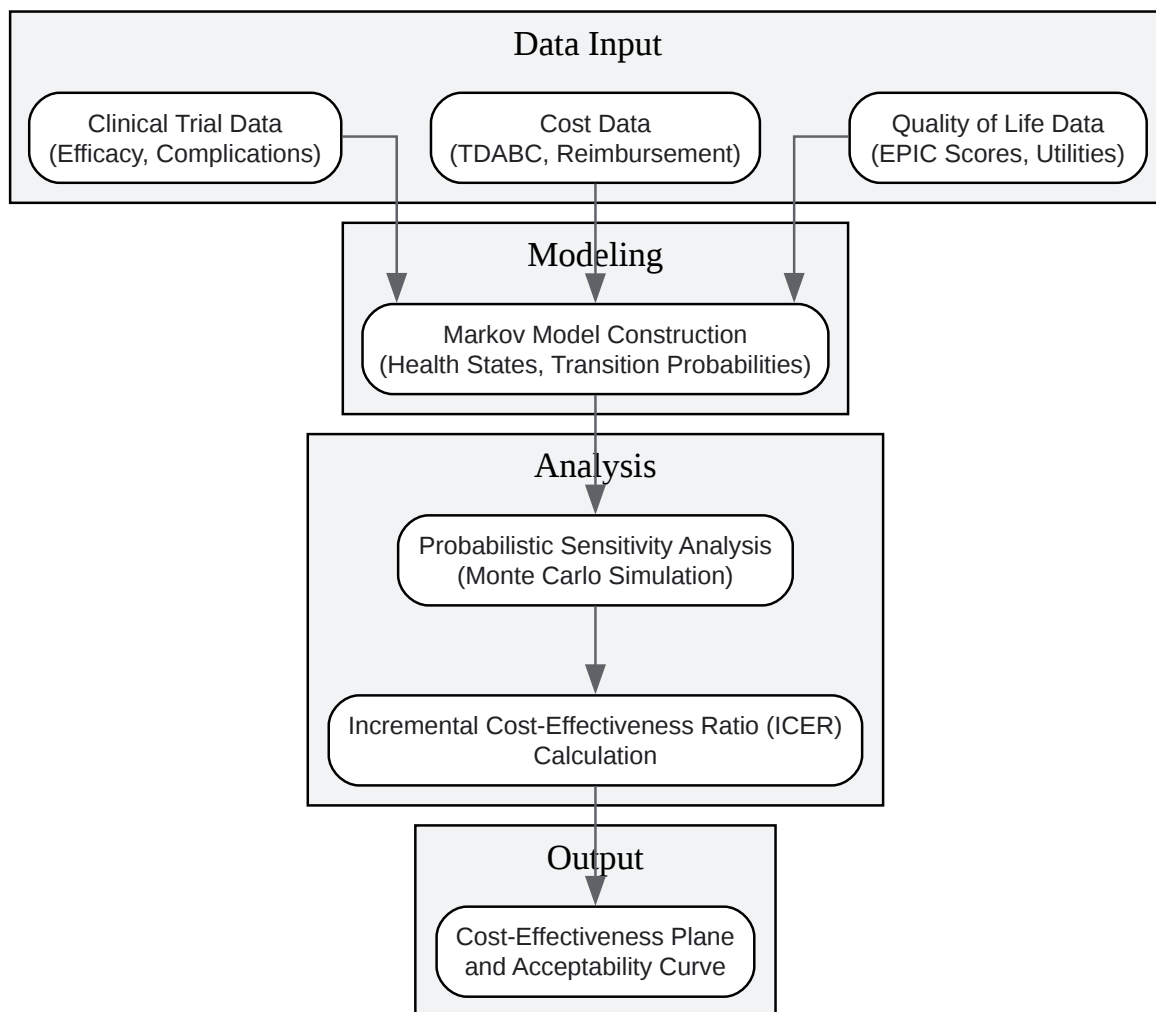 Data Input
Clinical Trial Data
(Efficacy, Complications)
Cost Data
(TDABC, Reimbursement)
Quality of Life Data
(EPIC Scores, Utilities)
Modeling
Markov Model Construction
(Health States, Transition Probabilities)
Analysis
Probabilistic Sensitivity Analysis
(Monte Carlo Simulation)
Incremental Cost-Effectiveness Ratio (ICER)
Calculation
Output
Cost-Effectiveness Plane
and Acceptability Curve